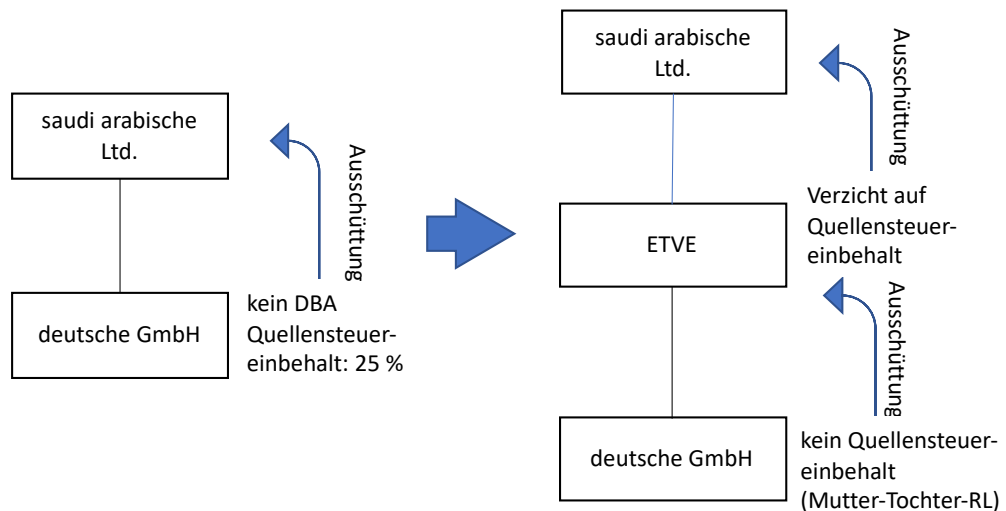 saudi arabische
Ltd.
Ausschüttung
deutsche GmbH
kein DBA
Quellensteuer-
einbehalt: 25 %
saudi arabische
Ltd.
Ausschüttung
Verzicht auf
Quellensteuer-
einbehalt
ETVE
Ausschüttung
deutsche GmbH
kein Quellensteuer-
einbehalt
(Mutter-Tochter-RL)